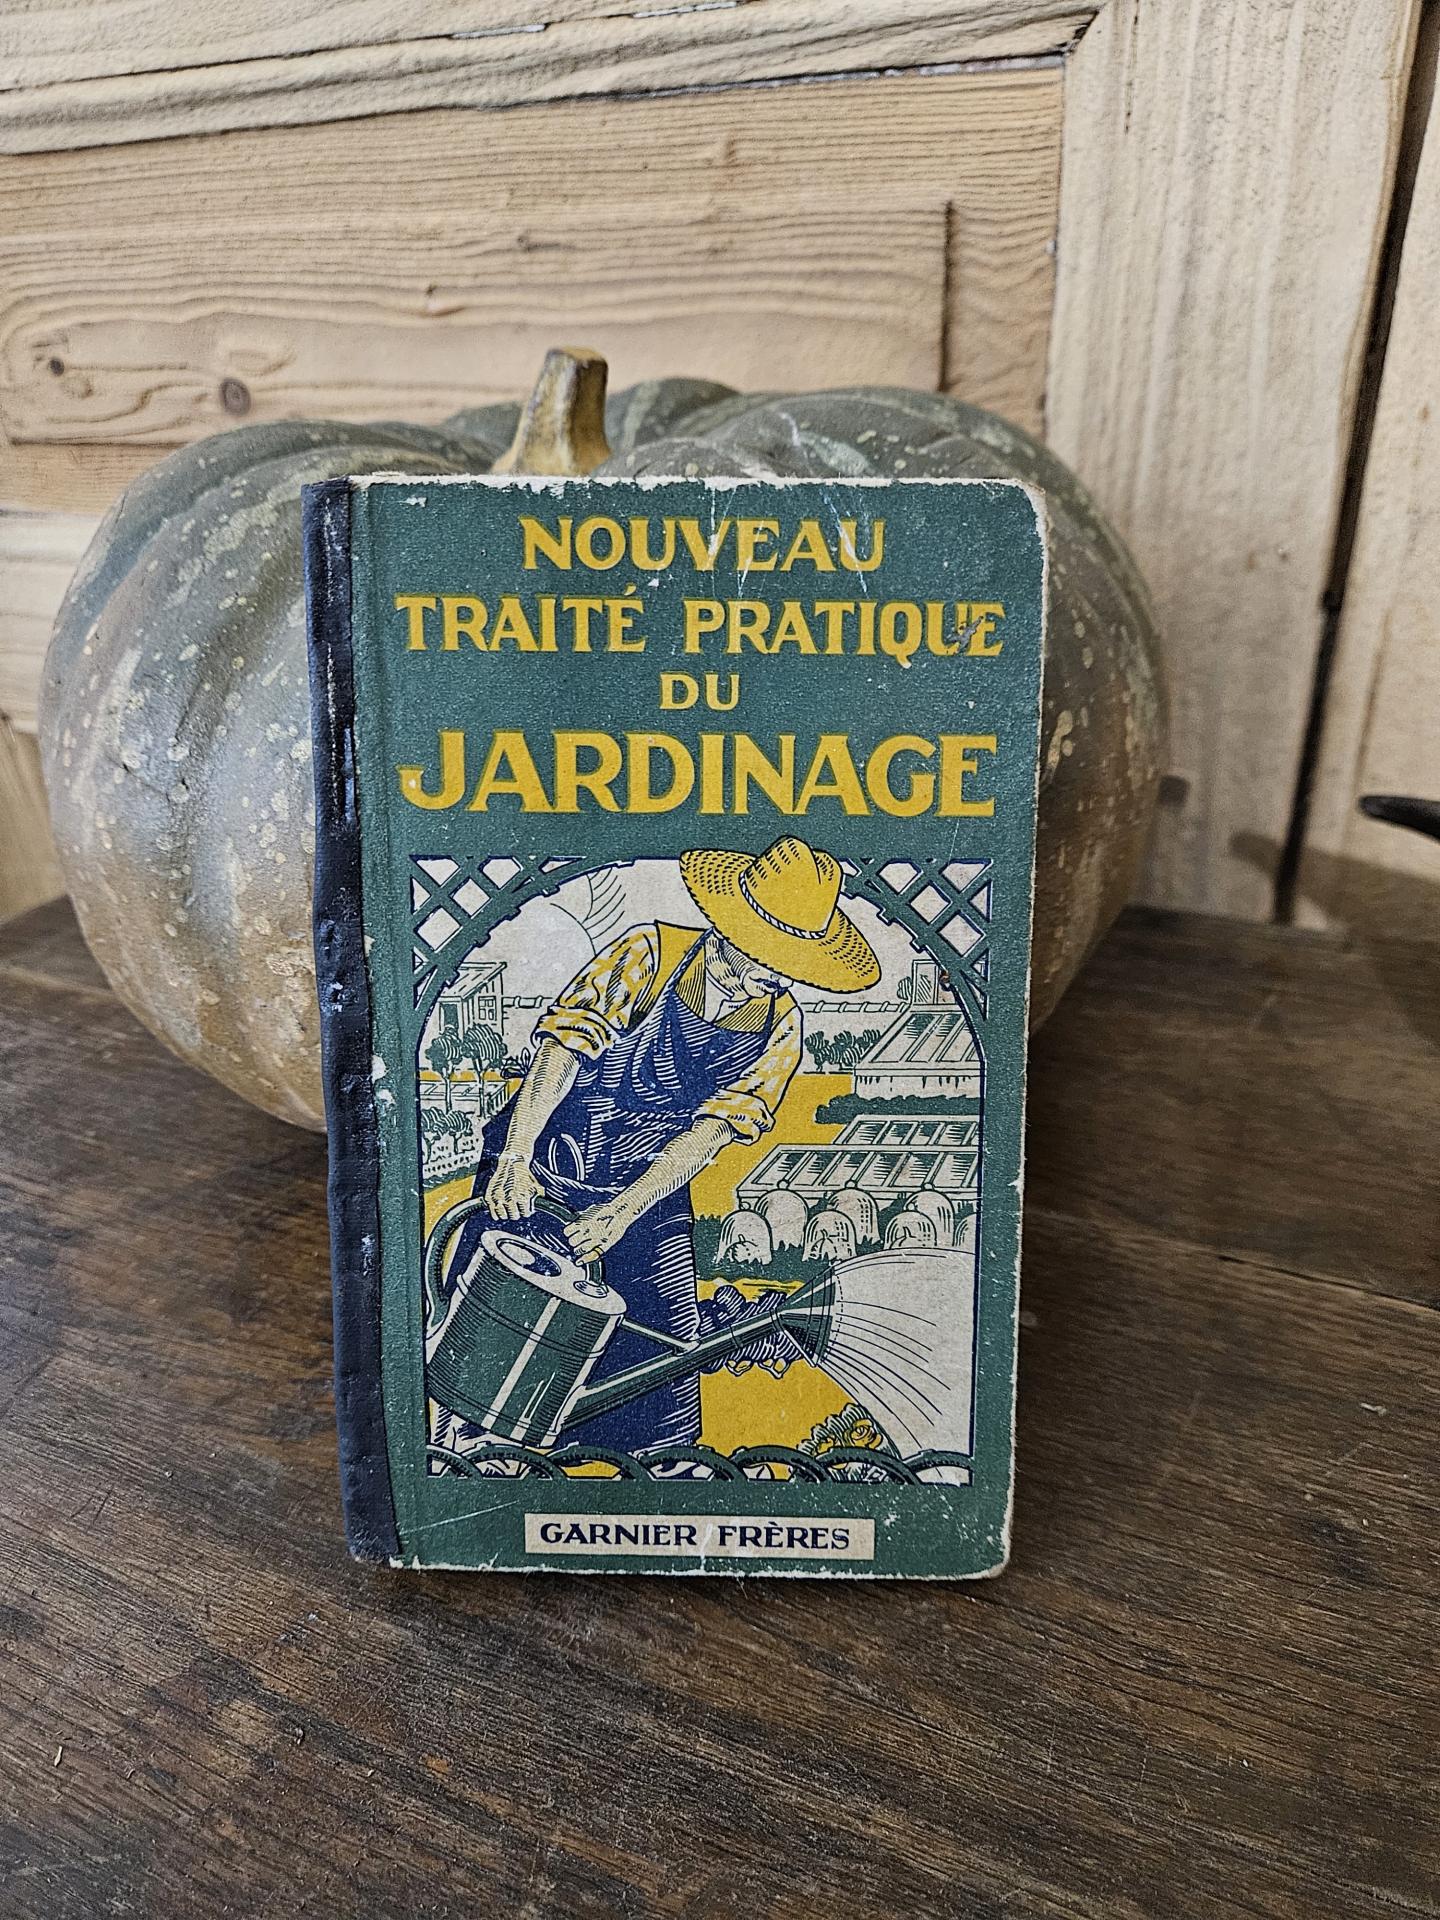 NOUVEAU
TRAITÉ PRATIQUE
DU
JARDINAGE
GARNIER FRÈRES